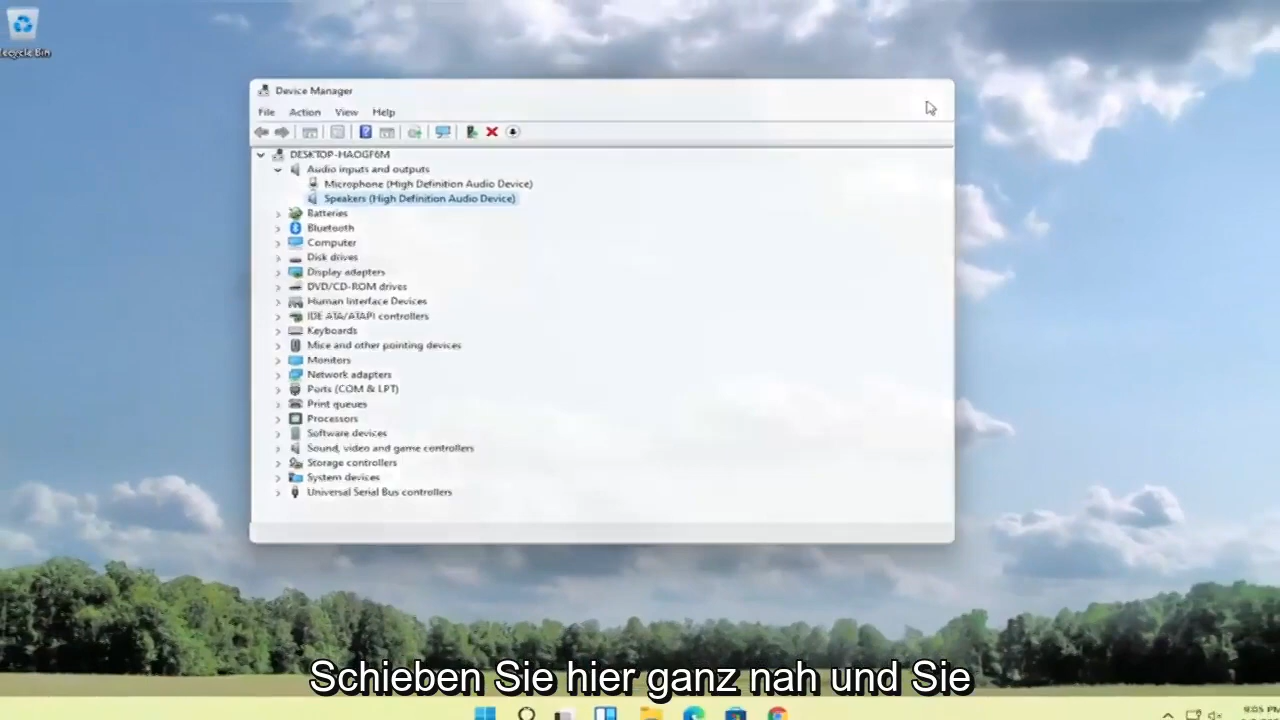 Recycle Bin
Device Manager
File Action View Help
DESKTOP-HAOGF6M
Audio inputs and outputs
Microphone (High Definition Audio Device)
Speakers (High Definition Audio Device)
Batteries
Bluetooth
Computer
Disk drives
Display adapters
DVD/CD-ROM drives
Human Interface Devices
IDE ATA/ATAPI controllers
Keyboards
Mice and other pointing devices
Monitors
Network adapters
Ports (COM & LPT)
Print queues
Processors
Software devices
Sound, video and game controllers
Storage controllers
System devices
Universal Serial Bus controllers
Schieben Sie hier ganz nah und Sie
9:05 PM